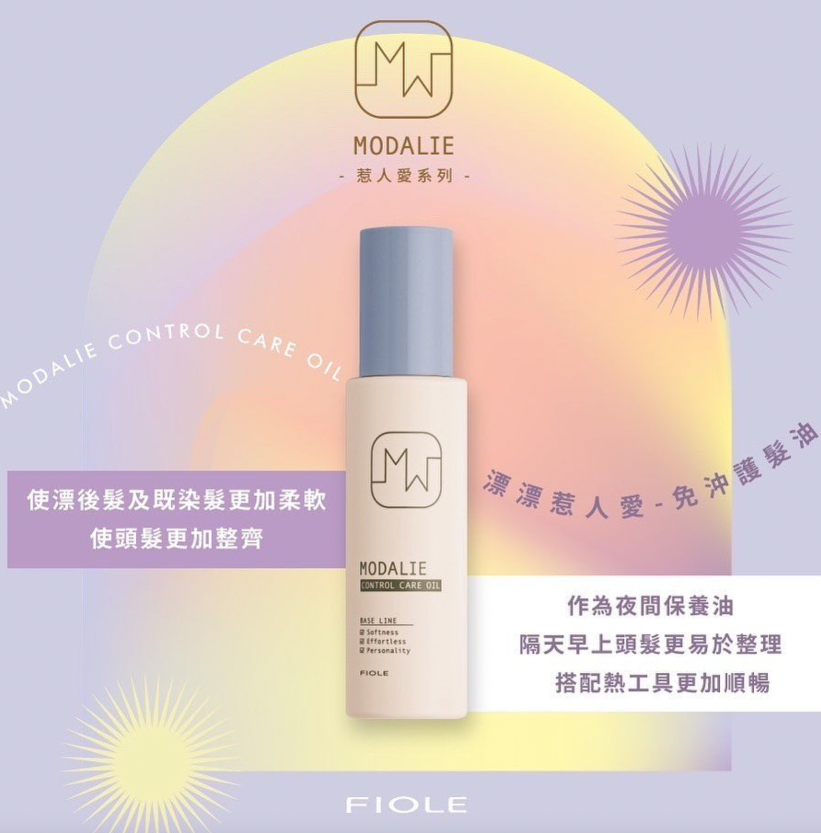 MW
MODALIE
- 惹人愛系列 -
MODALIE CONTROL CARE OIL
使漂後髮及既染髮更加柔軟
使頭髮更加整齊
漂漂惹人愛-免沖護髮油
MW
MODALIE
CONTROL CARE OIL
BASE LINE
☑ Softness
☑ Effortless
☑ Personality
FIOLE
作為夜間保養油
隔天早上頭髮更易於整理
搭配熱工具更加順暢
FIOLE